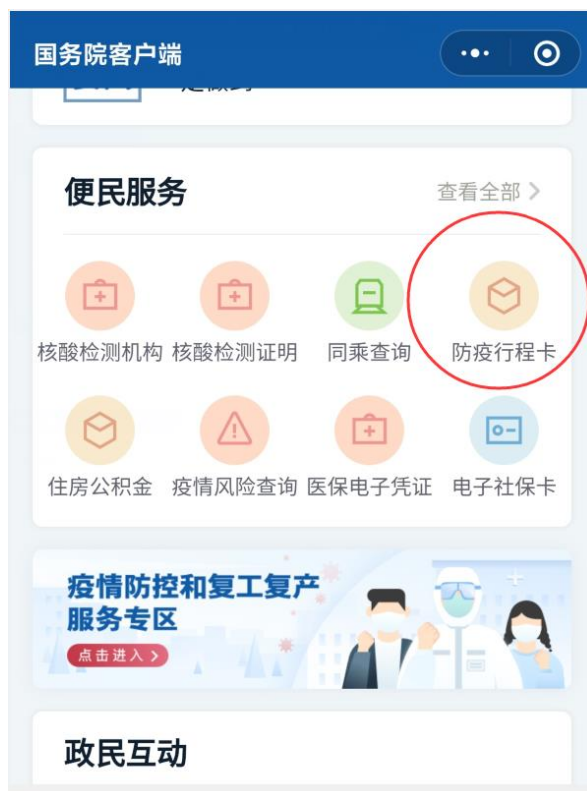 国务院客户端
便民服务
查看全部 >
核酸检测机构 核酸检测证明 同乘查询 防疫行程卡
住房公积金 疫情风险查询 医保电子凭证 电子社保卡
疫情防控和复工复产
服务专区
点击进入 >
政民互动